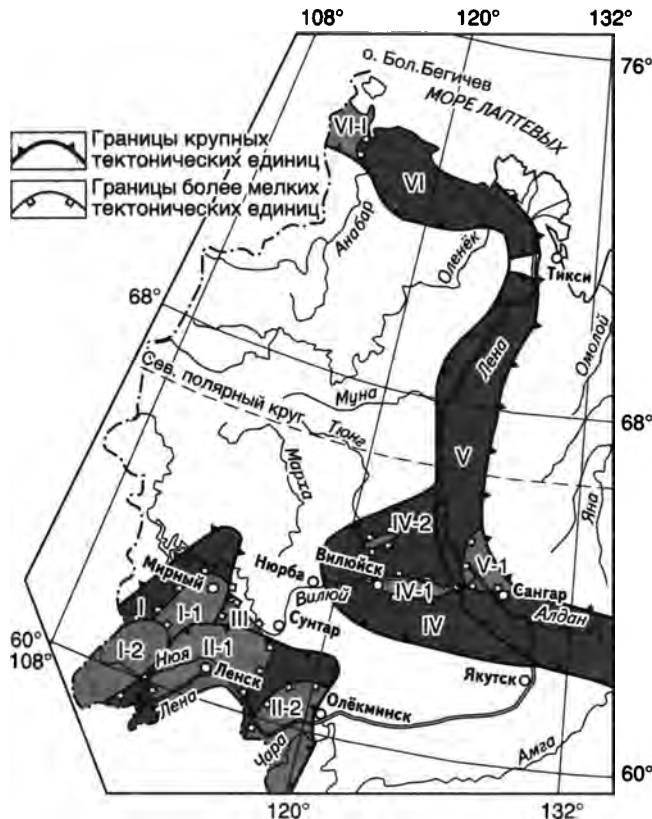 108°
120°
132°
76°
о. Бол.Бегичев
МОРЕ ЛАПТЕВЫХ
Границы крупных
тектонических единиц
Границы более мелких
тектонических единиц
VI-I
VI
Анабар
Оленёк
Тикси
68°
Лена
Омолой
Сев. полярный круг
Муна
68°
Тюнг
Марха
V
Яна
IV-2
V-1
Мирный
Нюрба
Вилюйск
IV-1
Сангар
Вилюй
Алдан
I
I-1
III
Сунтар
IV
60°
108°
I-2
Нюя
II-1
Ленск
Якутск
Лена
II-2
Олёкминск
Чара
Амга
60°
120°
132°